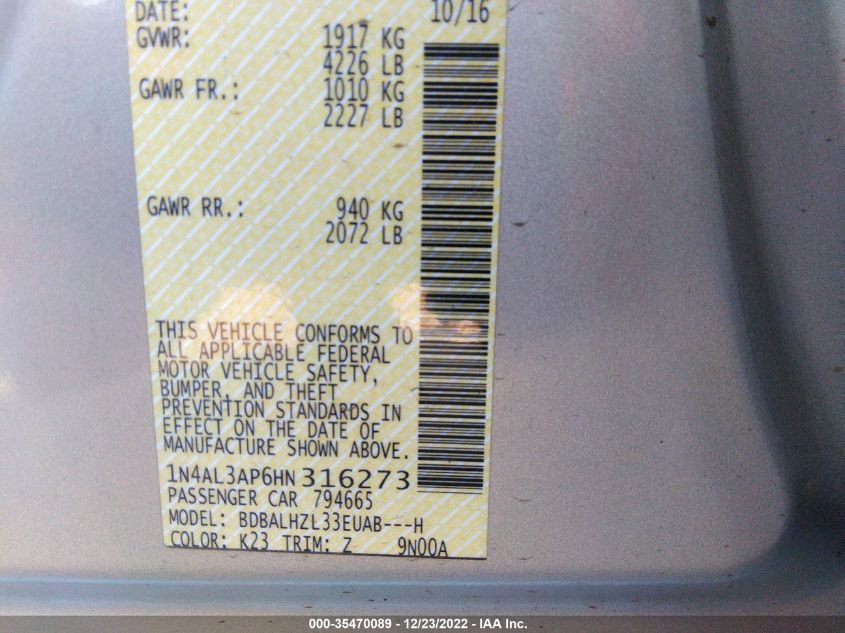 DATE: 10/16
GVWR: 1917 KG
4226 LB
GAWR FR.: 1010 KG
2227 LB
GAWR RR.: 940 KG
2072 LB
THIS VEHICLE CONFORMS TO
ALL APPLICABLE FEDERAL
MOTOR VEHICLE SAFETY,
BUMPER, AND THEFT
PREVENTION STANDARDS IN
EFFECT ON THE DATE OF
MANUFACTURE SHOWN ABOVE.
1N4AL3AP6HN316273
PASSENGER CAR 794665
MODEL: BDBALHZL33EUAB---H
COLOR: K23 TRIM: Z 9N00A
000-35470089 - 12/23/2022 - IAA Inc.